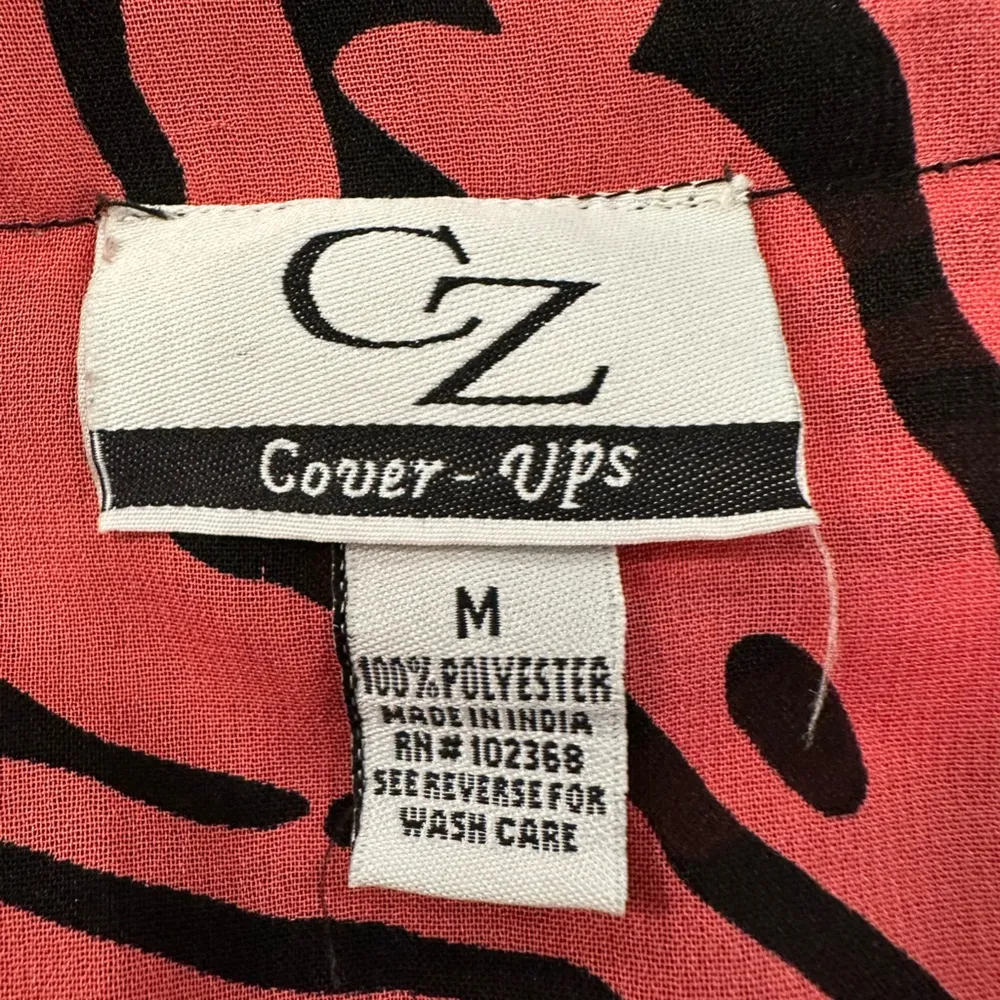 CZ
Cover-Ups
M
100% POLYESTER
MADE IN INDIA
RN# 102368
SEE REVERSE FOR
WASH CARE